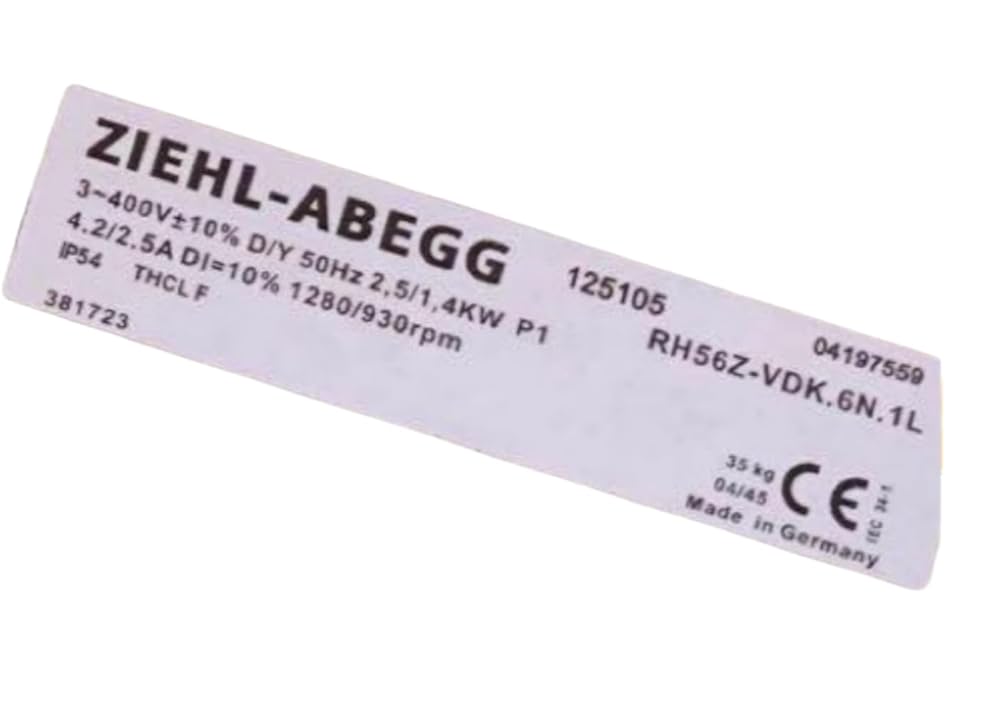 ZIEHL-ABEGG
3~400V±10% D/Y 50Hz 2,5/1,4KW P1
4.2/2.5A DI=10% 1280/930rpm
IP54 THCL F
381723
125105
04197559
RH56Z-VDK.6N.1L
35 kg
04/45
CE
IEC 34-1
Made in Germany